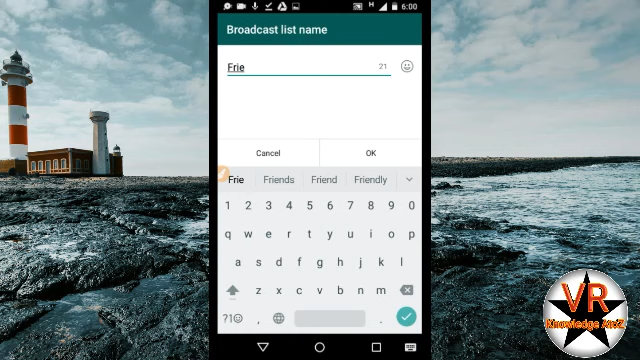 H 6:00
Broadcast list name
Frie 21
Cancel OK
Frie Friends Friend Friendly
1 2 3 4 5 6 7 8 9 0
q w e r t y u i o p
a s d f g h j k l
z x c v b n m
?1☺ , .
VR
Knowledge AtoZ